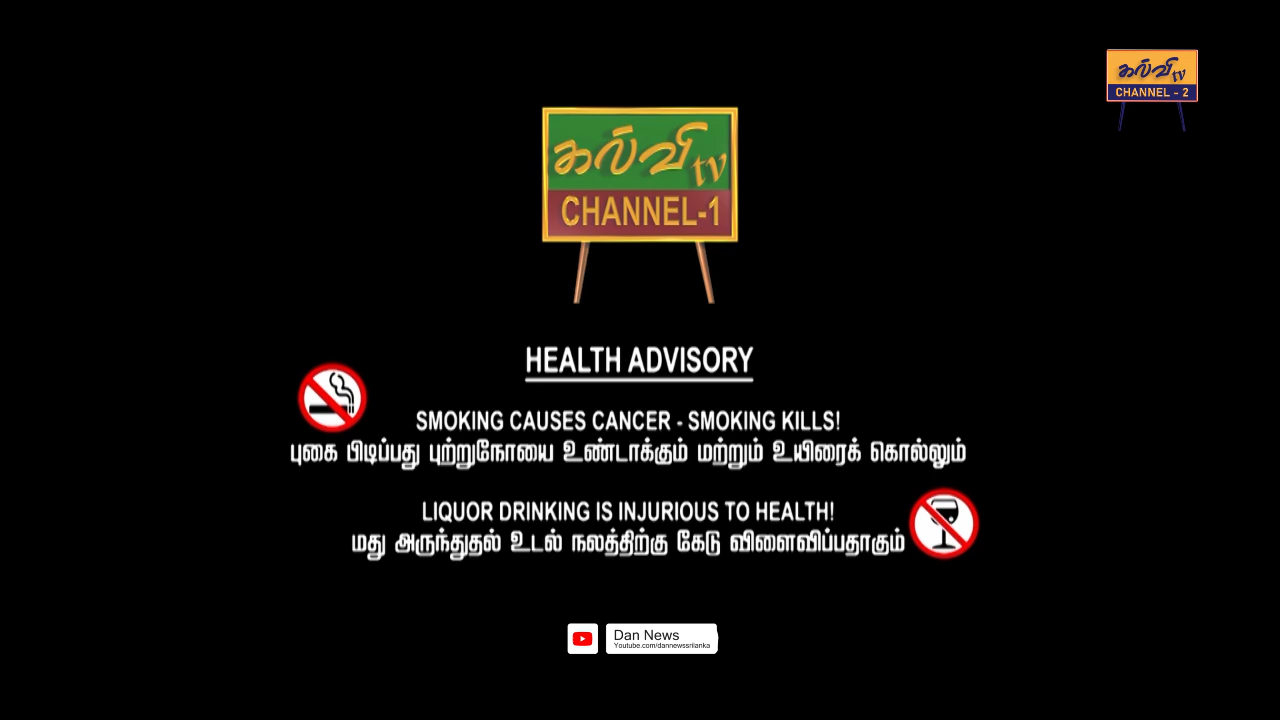 கல்வி tv
CHANNEL - 2
கல்வி tv
CHANNEL-1
HEALTH ADVISORY
SMOKING CAUSES CANCER - SMOKING KILLS!
புகை பிடிப்பது புற்றுநோயை உண்டாக்கும் மற்றும் உயிரைக் கொல்லும்
LIQUOR DRINKING IS INJURIOUS TO HEALTH!
மது அருந்துதல் உடல் நலத்திற்கு கேடு விளைவிப்பதாகும்
Dan News
Youtube.com/dannewssrilanka